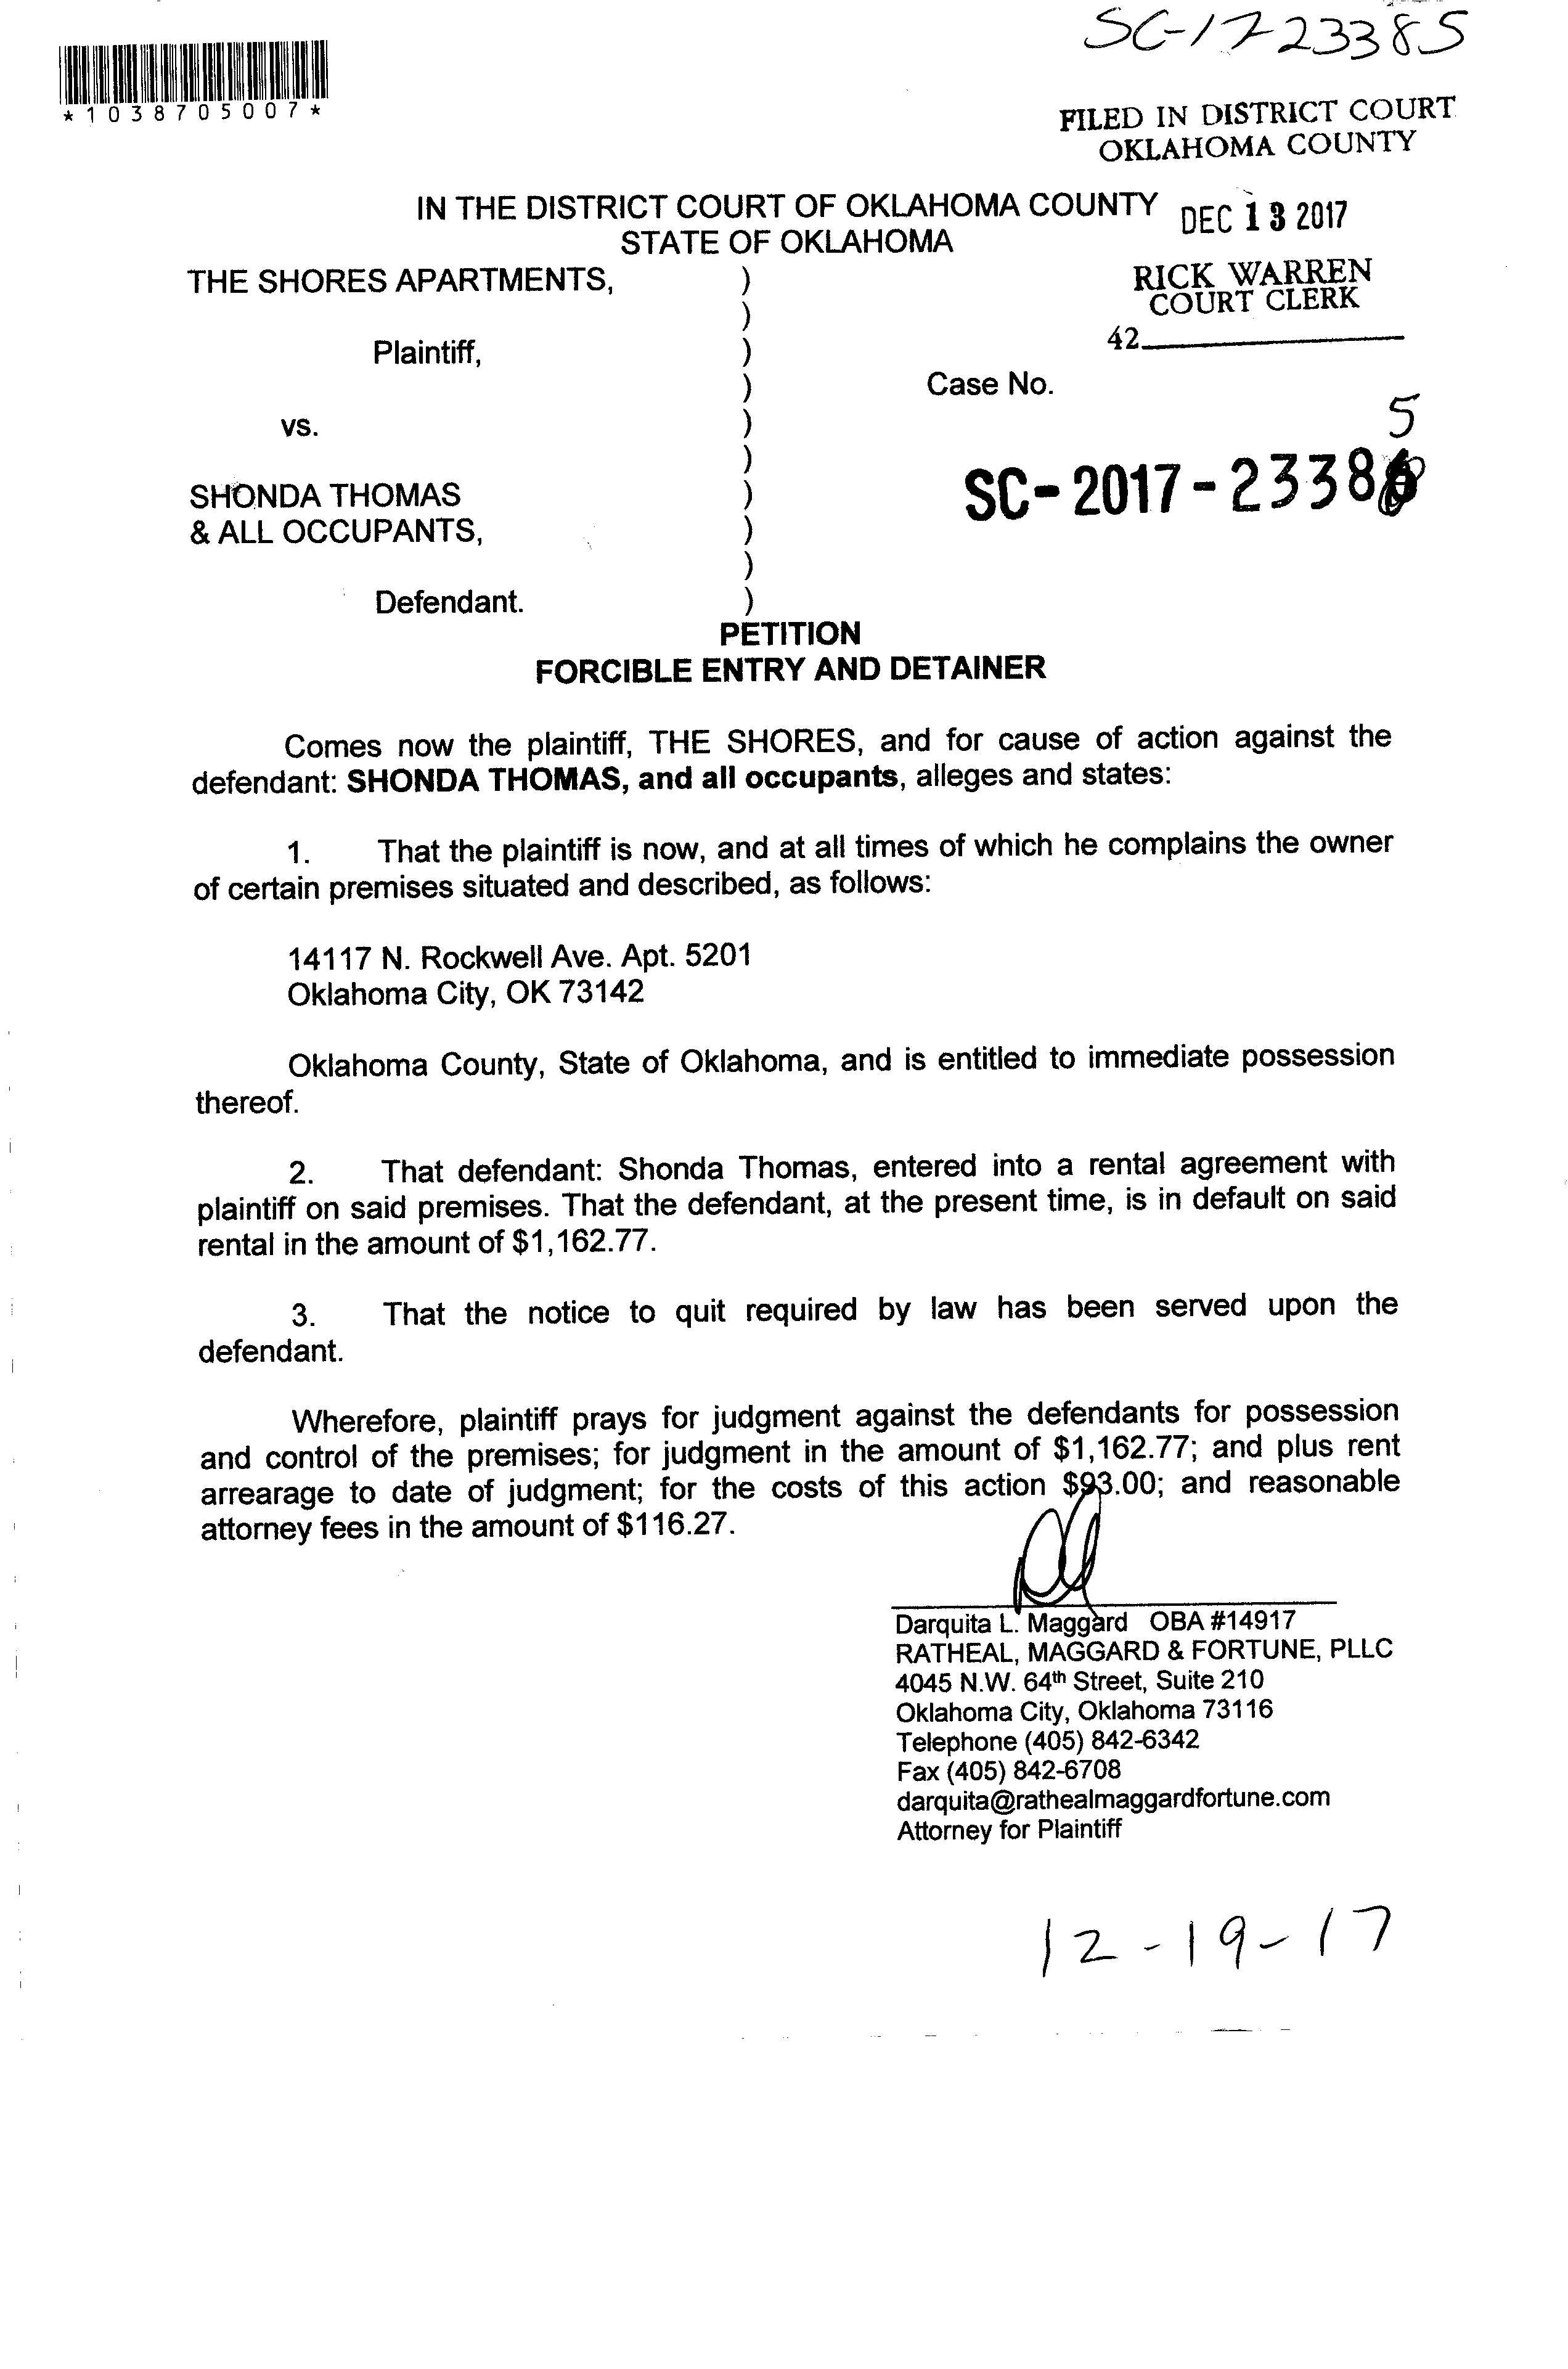 SC-17-23385
*1038705007*
FILED IN DISTRICT COURT
OKLAHOMA COUNTY
IN THE DISTRICT COURT OF OKLAHOMA COUNTY
DEC 13 2017
STATE OF OKLAHOMA
THE SHORES APARTMENTS, )
RICK WARREN
COURT CLERK
)
42
Plaintiff, )
Case No.
)
vs. )
5
)
SHONDA THOMAS )
SC-2017-2338
& ALL OCCUPANTS, )
)
Defendant. )
PETITION
FORCIBLE ENTRY AND DETAINER
Comes now the plaintiff, THE SHORES, and for cause of action against the
defendant: SHONDA THOMAS, and all occupants, alleges and states:
1. That the plaintiff is now, and at all times of which he complains the owner
of certain premises situated and described, as follows:
14117 N. Rockwell Ave. Apt. 5201
Oklahoma City, OK 73142
Oklahoma County, State of Oklahoma, and is entitled to immediate possession
thereof.
2. That defendant: Shonda Thomas, entered into a rental agreement with
plaintiff on said premises. That the defendant, at the present time, is in default on said
rental in the amount of $1,162.77.
3. That the notice to quit required by law has been served upon the
defendant.
Wherefore, plaintiff prays for judgment against the defendants for possession
and control of the premises; for judgment in the amount of $1,162.77; and plus rent
arrearage to date of judgment; for the costs of this action $93.00; and reasonable
attorney fees in the amount of $116.27.
Darquita L. Maggard OBA #14917
RATHEAL, MAGGARD & FORTUNE, PLLC
4045 N.W. 64th Street, Suite 210
Oklahoma City, Oklahoma 73116
Telephone (405) 842-6342
Fax (405) 842-6708
darquita@rathealmaggardfortune.com
Attorney for Plaintiff
12-19-17